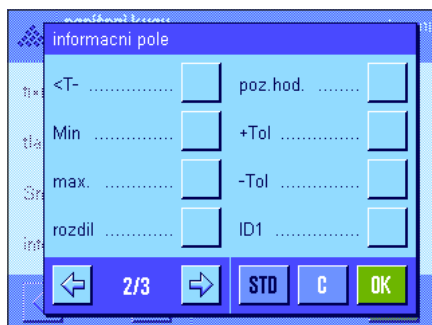 informacni pole
<T- ............... poz.hod. ........
Min ............... +Tol ...............
max. ............... -Tol ...............
rozdil ............... ID1 ...............
2/3 STD C OK